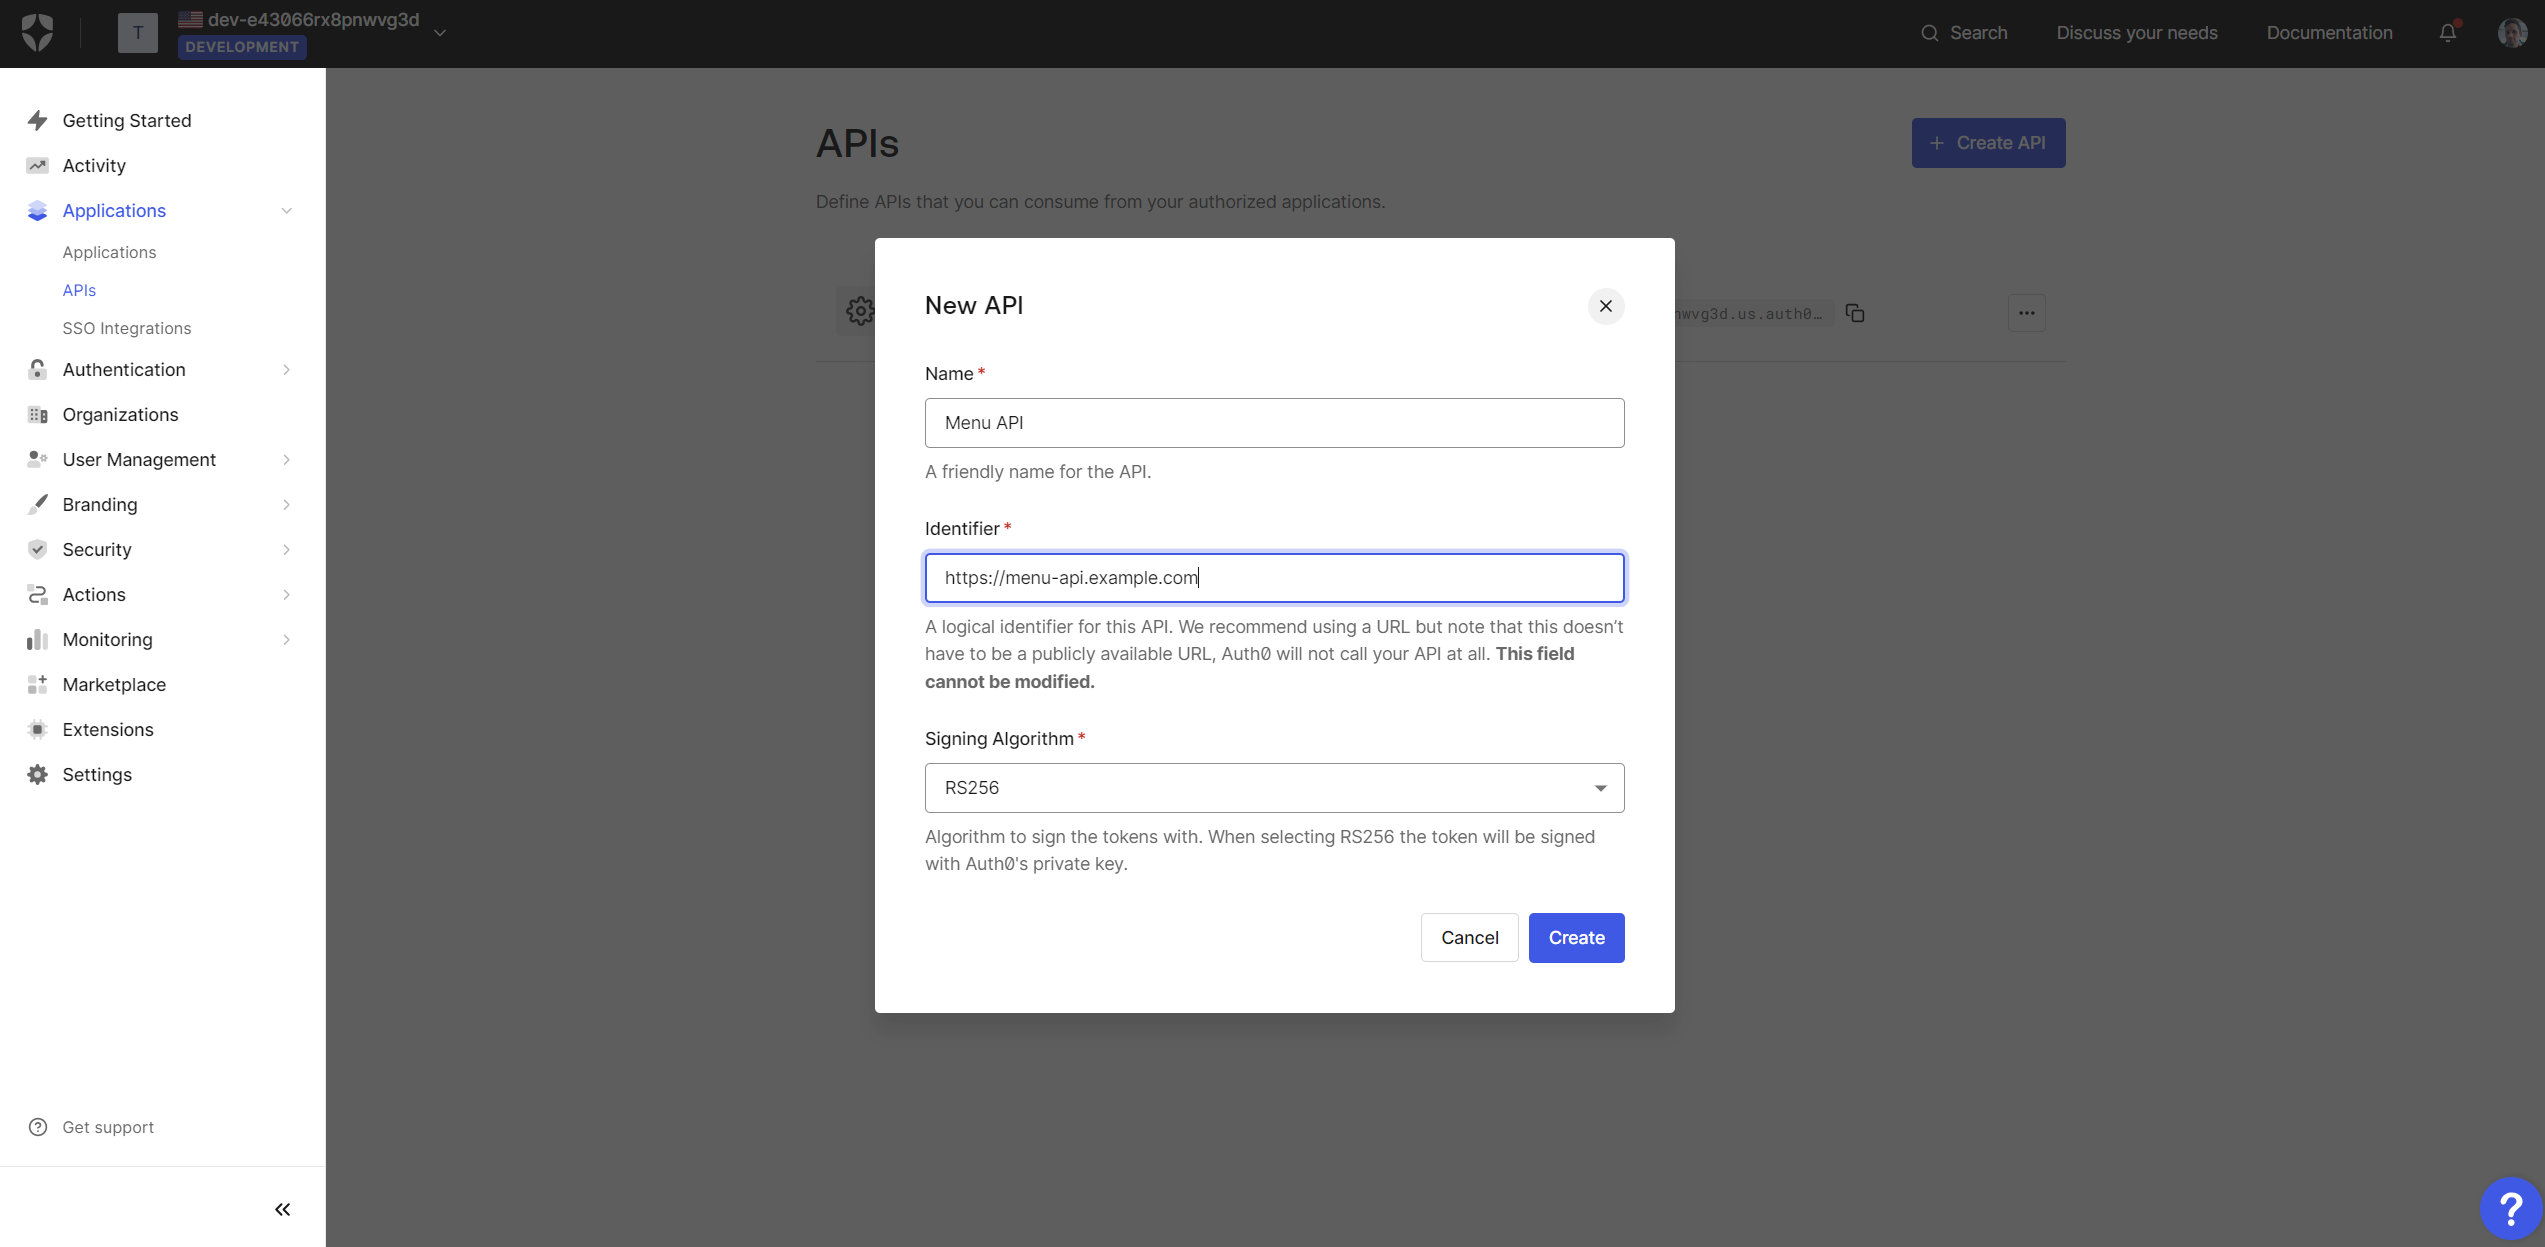 T
dev-e43066rx8pnwvg3d
DEVELOPMENT
Search
Discuss your needs
Documentation
Getting Started
Activity
Applications
Applications
APIs
SSO Integrations
Authentication
Organizations
User Management
Branding
Security
Actions
Monitoring
Marketplace
Extensions
Settings
Get support
APIs
+ Create API
Define APIs that you can consume from your authorized applications.
wvg3d.us.auth0…
New API
Name *
Menu API
A friendly name for the API.
Identifier *
https://menu-api.example.com
A logical identifier for this API. We recommend using a URL but note that this doesn’t
have to be a publicly available URL, Auth0 will not call your API at all. This field
cannot be modified.
Signing Algorithm *
RS256
Algorithm to sign the tokens with. When selecting RS256 the token will be signed
with Auth0's private key.
Cancel
Create
?